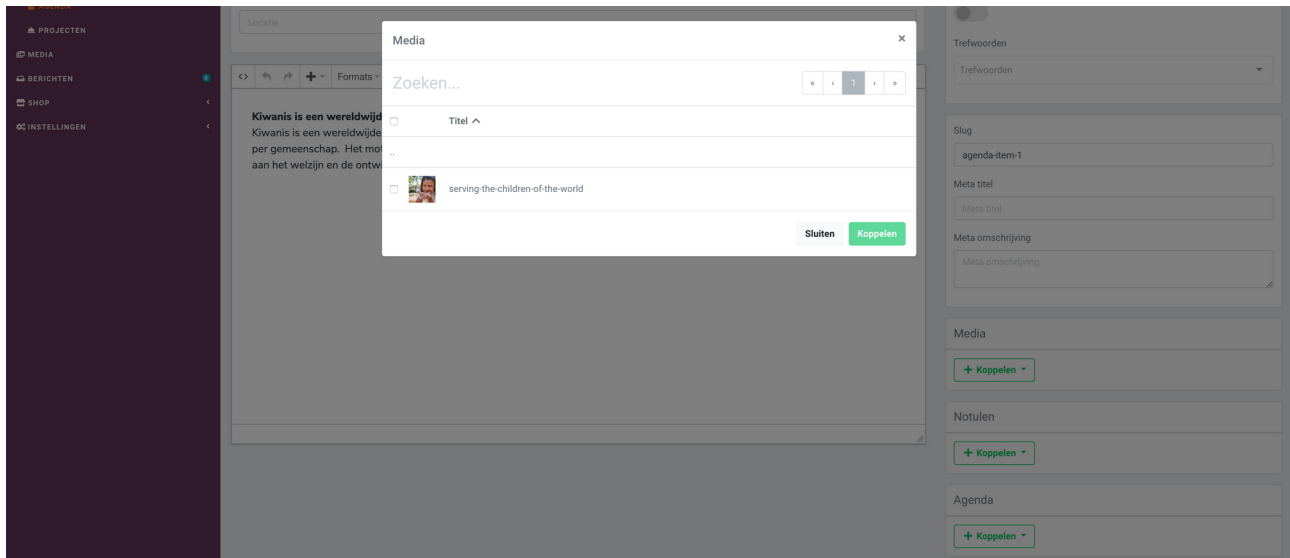 AGENDA
PROJECTEN
MEDIA
BERICHTEN
SHOP
INSTELLINGEN
Locatie
Formats
Kiwanis is een wereldwijd
Kiwanis is een wereldwijde
per gemeenschap. Het mot
aan het welzijn en de ontwi
Media
×
Zoeken...
« ‹ 1 › »
Titel
..
serving-the-children-of-the-world
Sluiten
Koppelen
Trefwoorden
Trefwoorden
Slug
agenda-item-1
Meta titel
Meta titel
Meta omschrijving
Meta omschrijving
Media
+ Koppelen
Notulen
+ Koppelen
Agenda
+ Koppelen